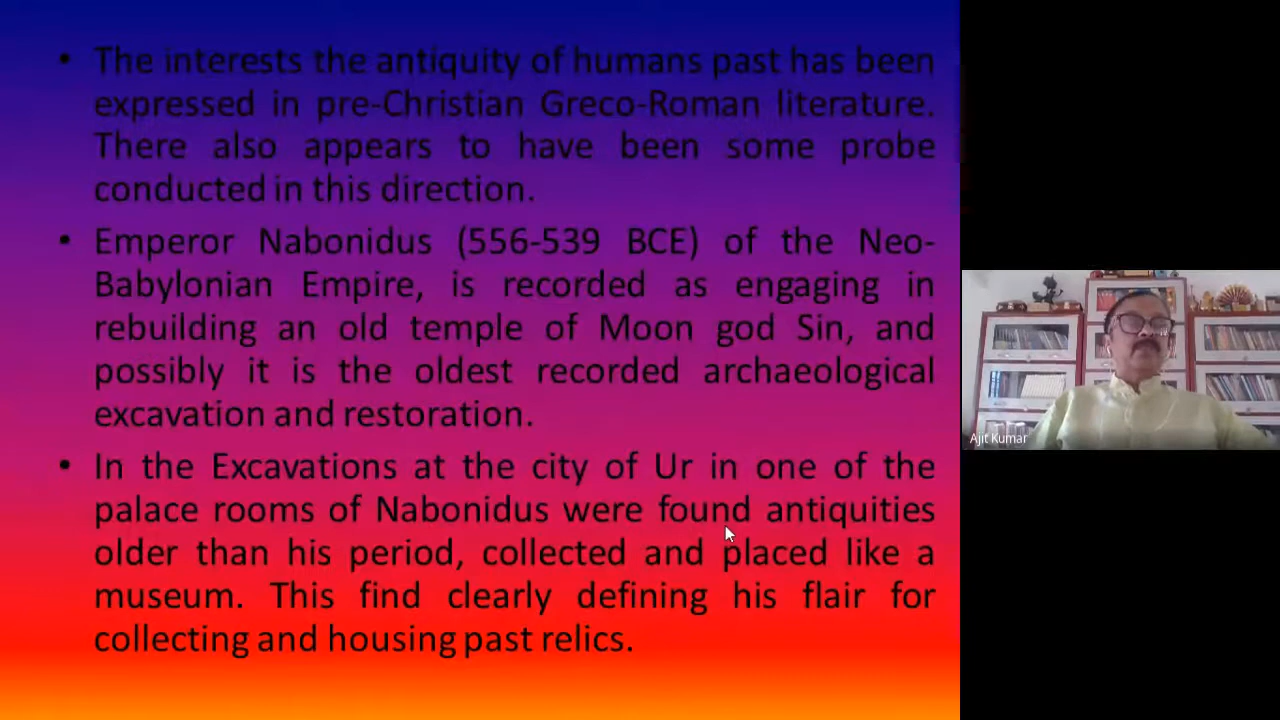 • The interests the antiquity of humans past has been
expressed in pre-Christian Greco-Roman literature.
There also appears to have been some probe
conducted in this direction.
• Emperor Nabonidus (556-539 BCE) of the Neo-
Babylonian Empire, is recorded as engaging in
rebuilding an old temple of Moon god Sin, and
possibly it is the oldest recorded archaeological
excavation and restoration.
• In the Excavations at the city of Ur in one of the
palace rooms of Nabonidus were found antiquities
older than his period, collected and placed like a
museum. This find clearly defining his flair for
collecting and housing past relics.
Ajit Kumar